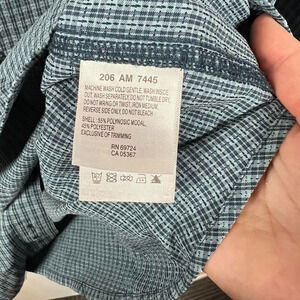 206 AM 7445
MACHINE WASH COLD GENTLE, WASH INSIDE
OUT, WASH SEPARATELY DO NOT TUMBLE DRY,
DO NOT WRING OR TWIST, IRON MEDIUM,
REVERSE SIDE ONLY, DO NOT BLEACH
SHELL: 55% POLYNOSIC MODAL,
45% POLYESTER
EXCLUSIVE OF TRIMMING
RN 69724
CA 05367